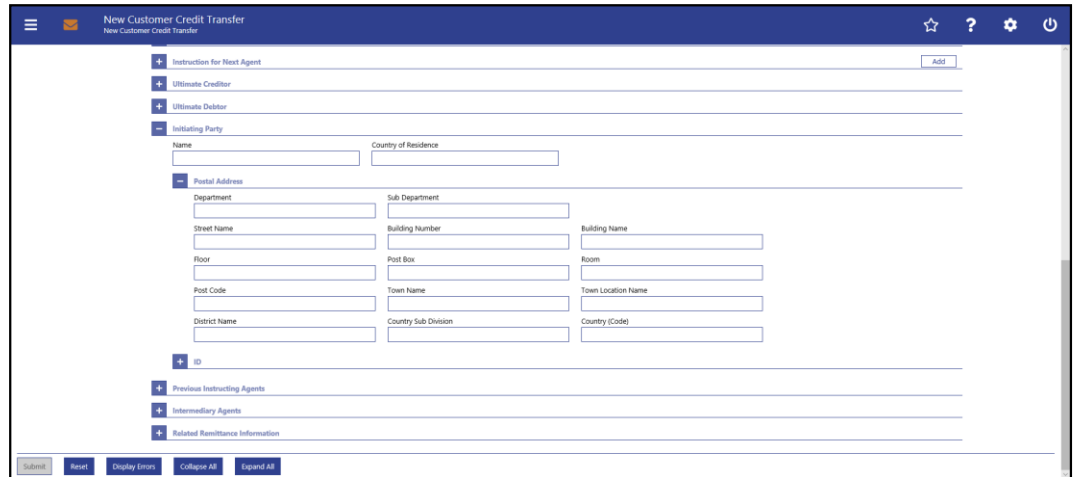 New Customer Credit Transfer
New Customer Credit Transfer
?
+ Instruction for Next Agent Add
+ Ultimate Creditor
+ Ultimate Debtor
− Initiating Party
Name Country of Residence
− Postal Address
Department Sub Department
Street Name Building Number Building Name
Floor Post Box Room
Post Code Town Name Town Location Name
District Name Country Sub Division Country (Code)
+ ID
+ Previous Instructing Agents
+ Intermediary Agents
+ Related Remittance Information
Submit Reset Display Errors Collapse All Expand All